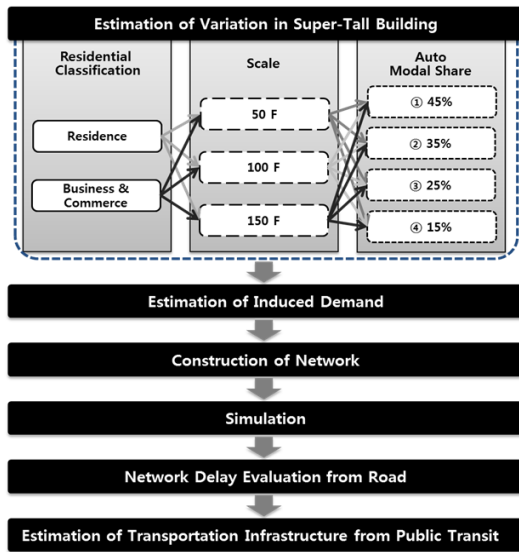 Estimation of Variation in Super-Tall Building
Residential
Classification
Residence
Business &
Commerce
Scale
50 F
100 F
150 F
Auto
Modal Share
① 45%
② 35%
③ 25%
④ 15%
Estimation of Induced Demand
Construction of Network
Simulation
Network Delay Evaluation from Road
Estimation of Transportation Infrastructure from Public Transit